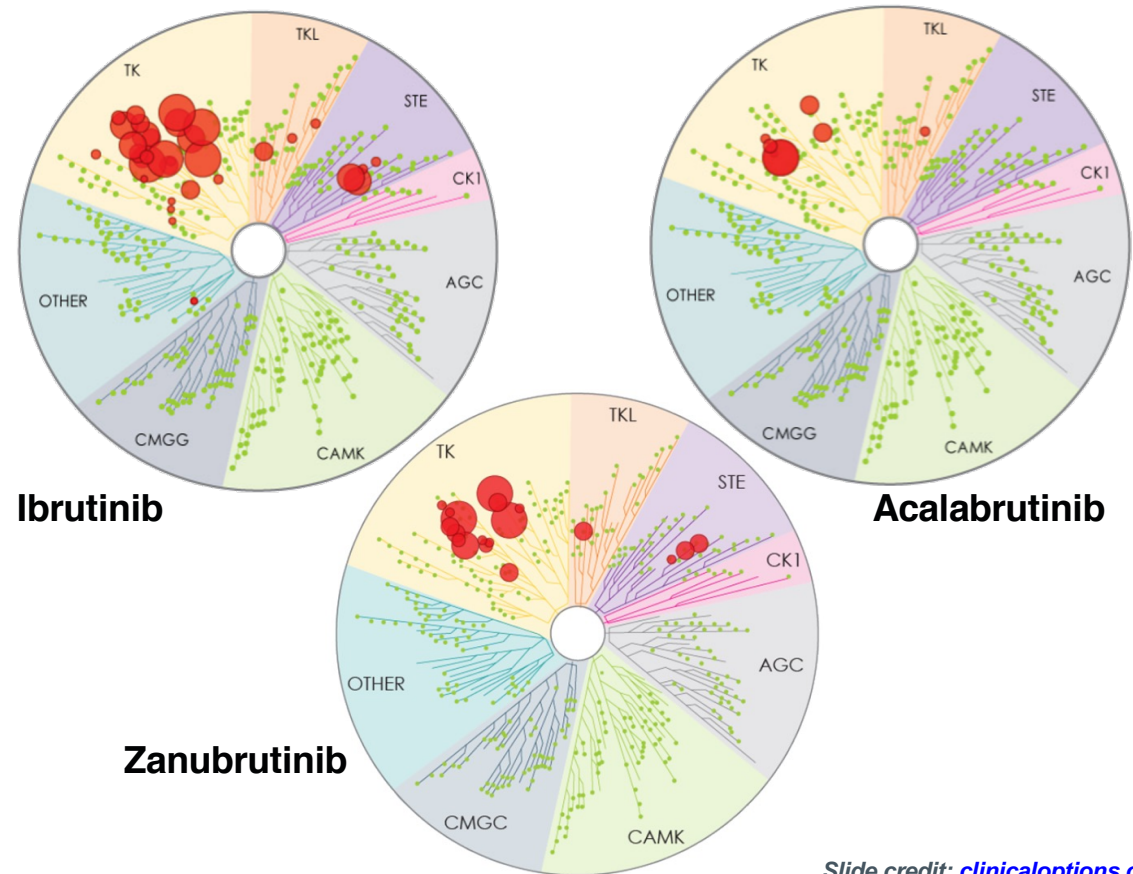 TK
TKL
STE
CK1
AGC
CAMK
CMGG
OTHER
Ibrutinib
TK
TKL
STE
CK1
AGC
CAMK
CMGG
OTHER
Acalabrutinib
TK
TKL
STE
CK1
AGC
CAMK
CMGC
OTHER
Zanubrutinib
Slide credit: clinicaloptions.c